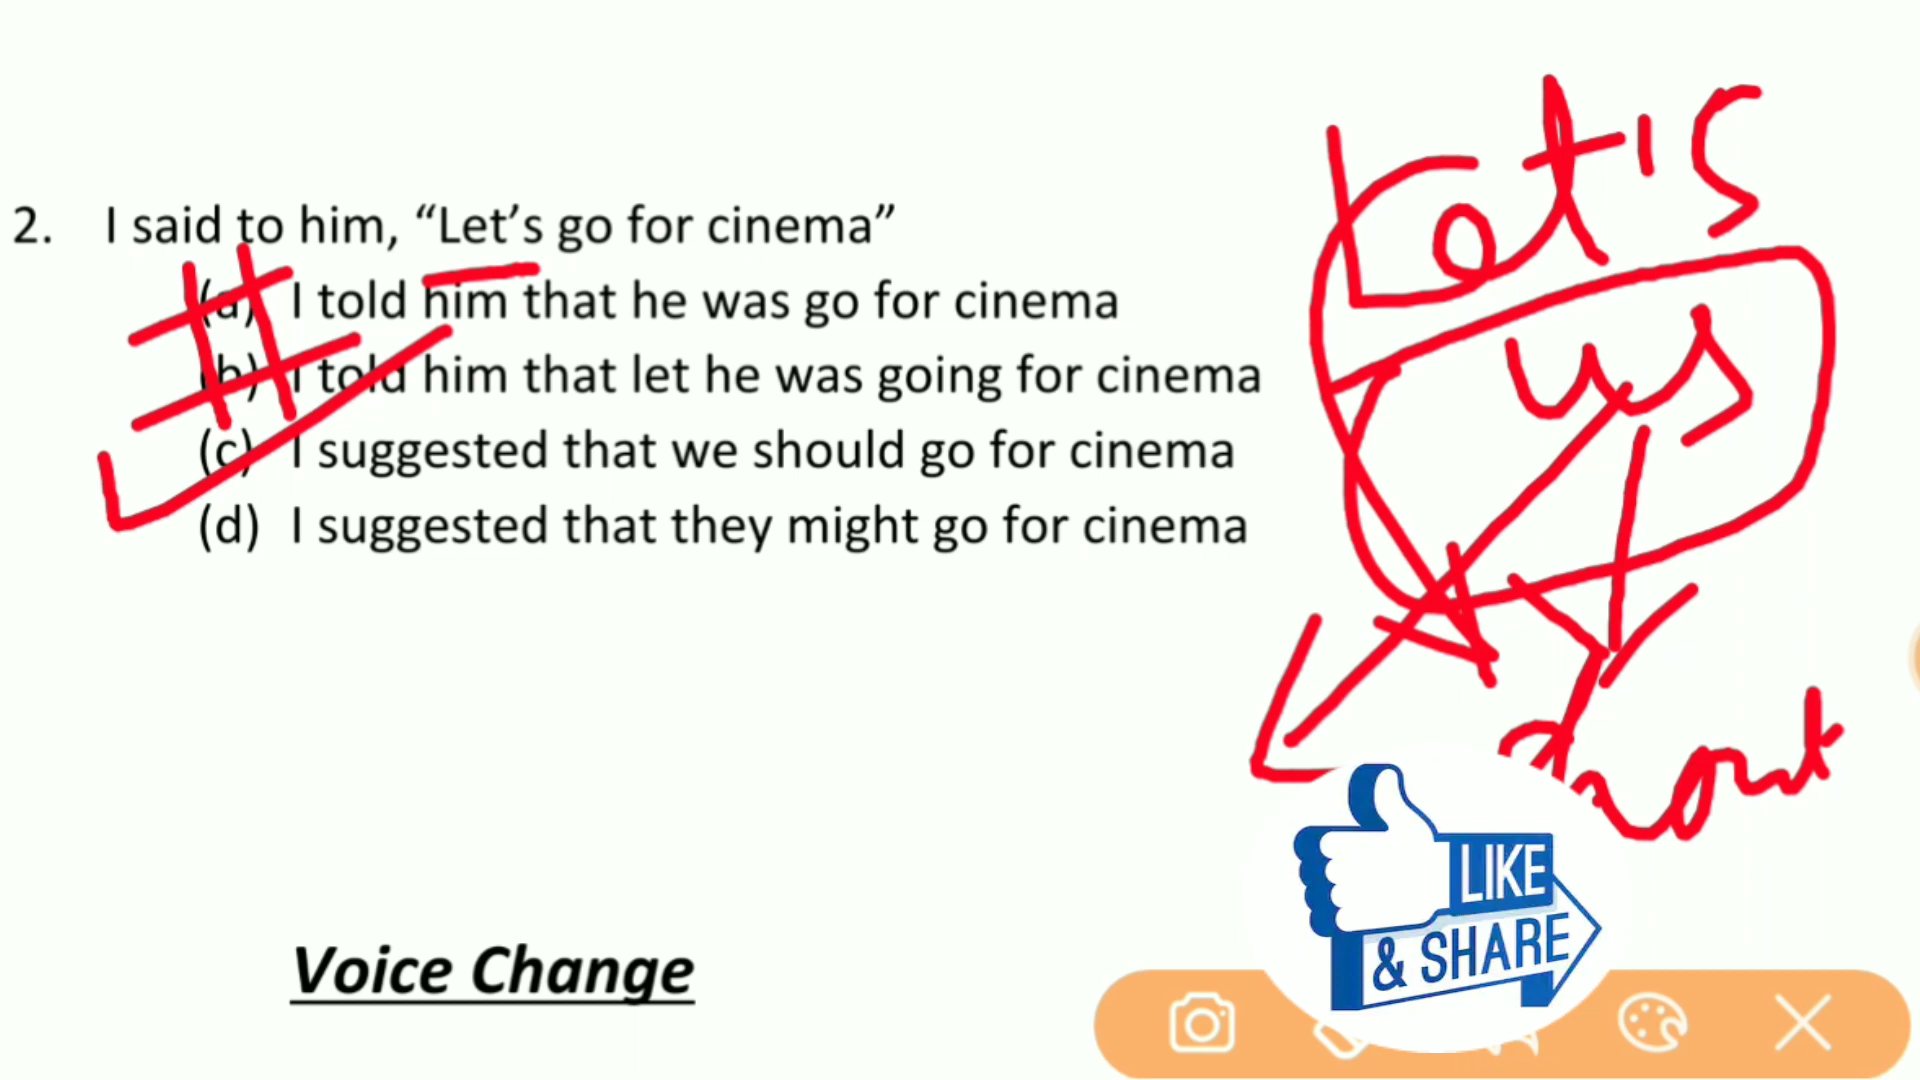 2. I said to him, “Let’s go for cinema”
(a) I told him that he was go for cinema
(b) I told him that let he was going for cinema
(c) I suggested that we should go for cinema
(d) I suggested that they might go for cinema
Let's
us
Voice Change
LIKE
& SHARE